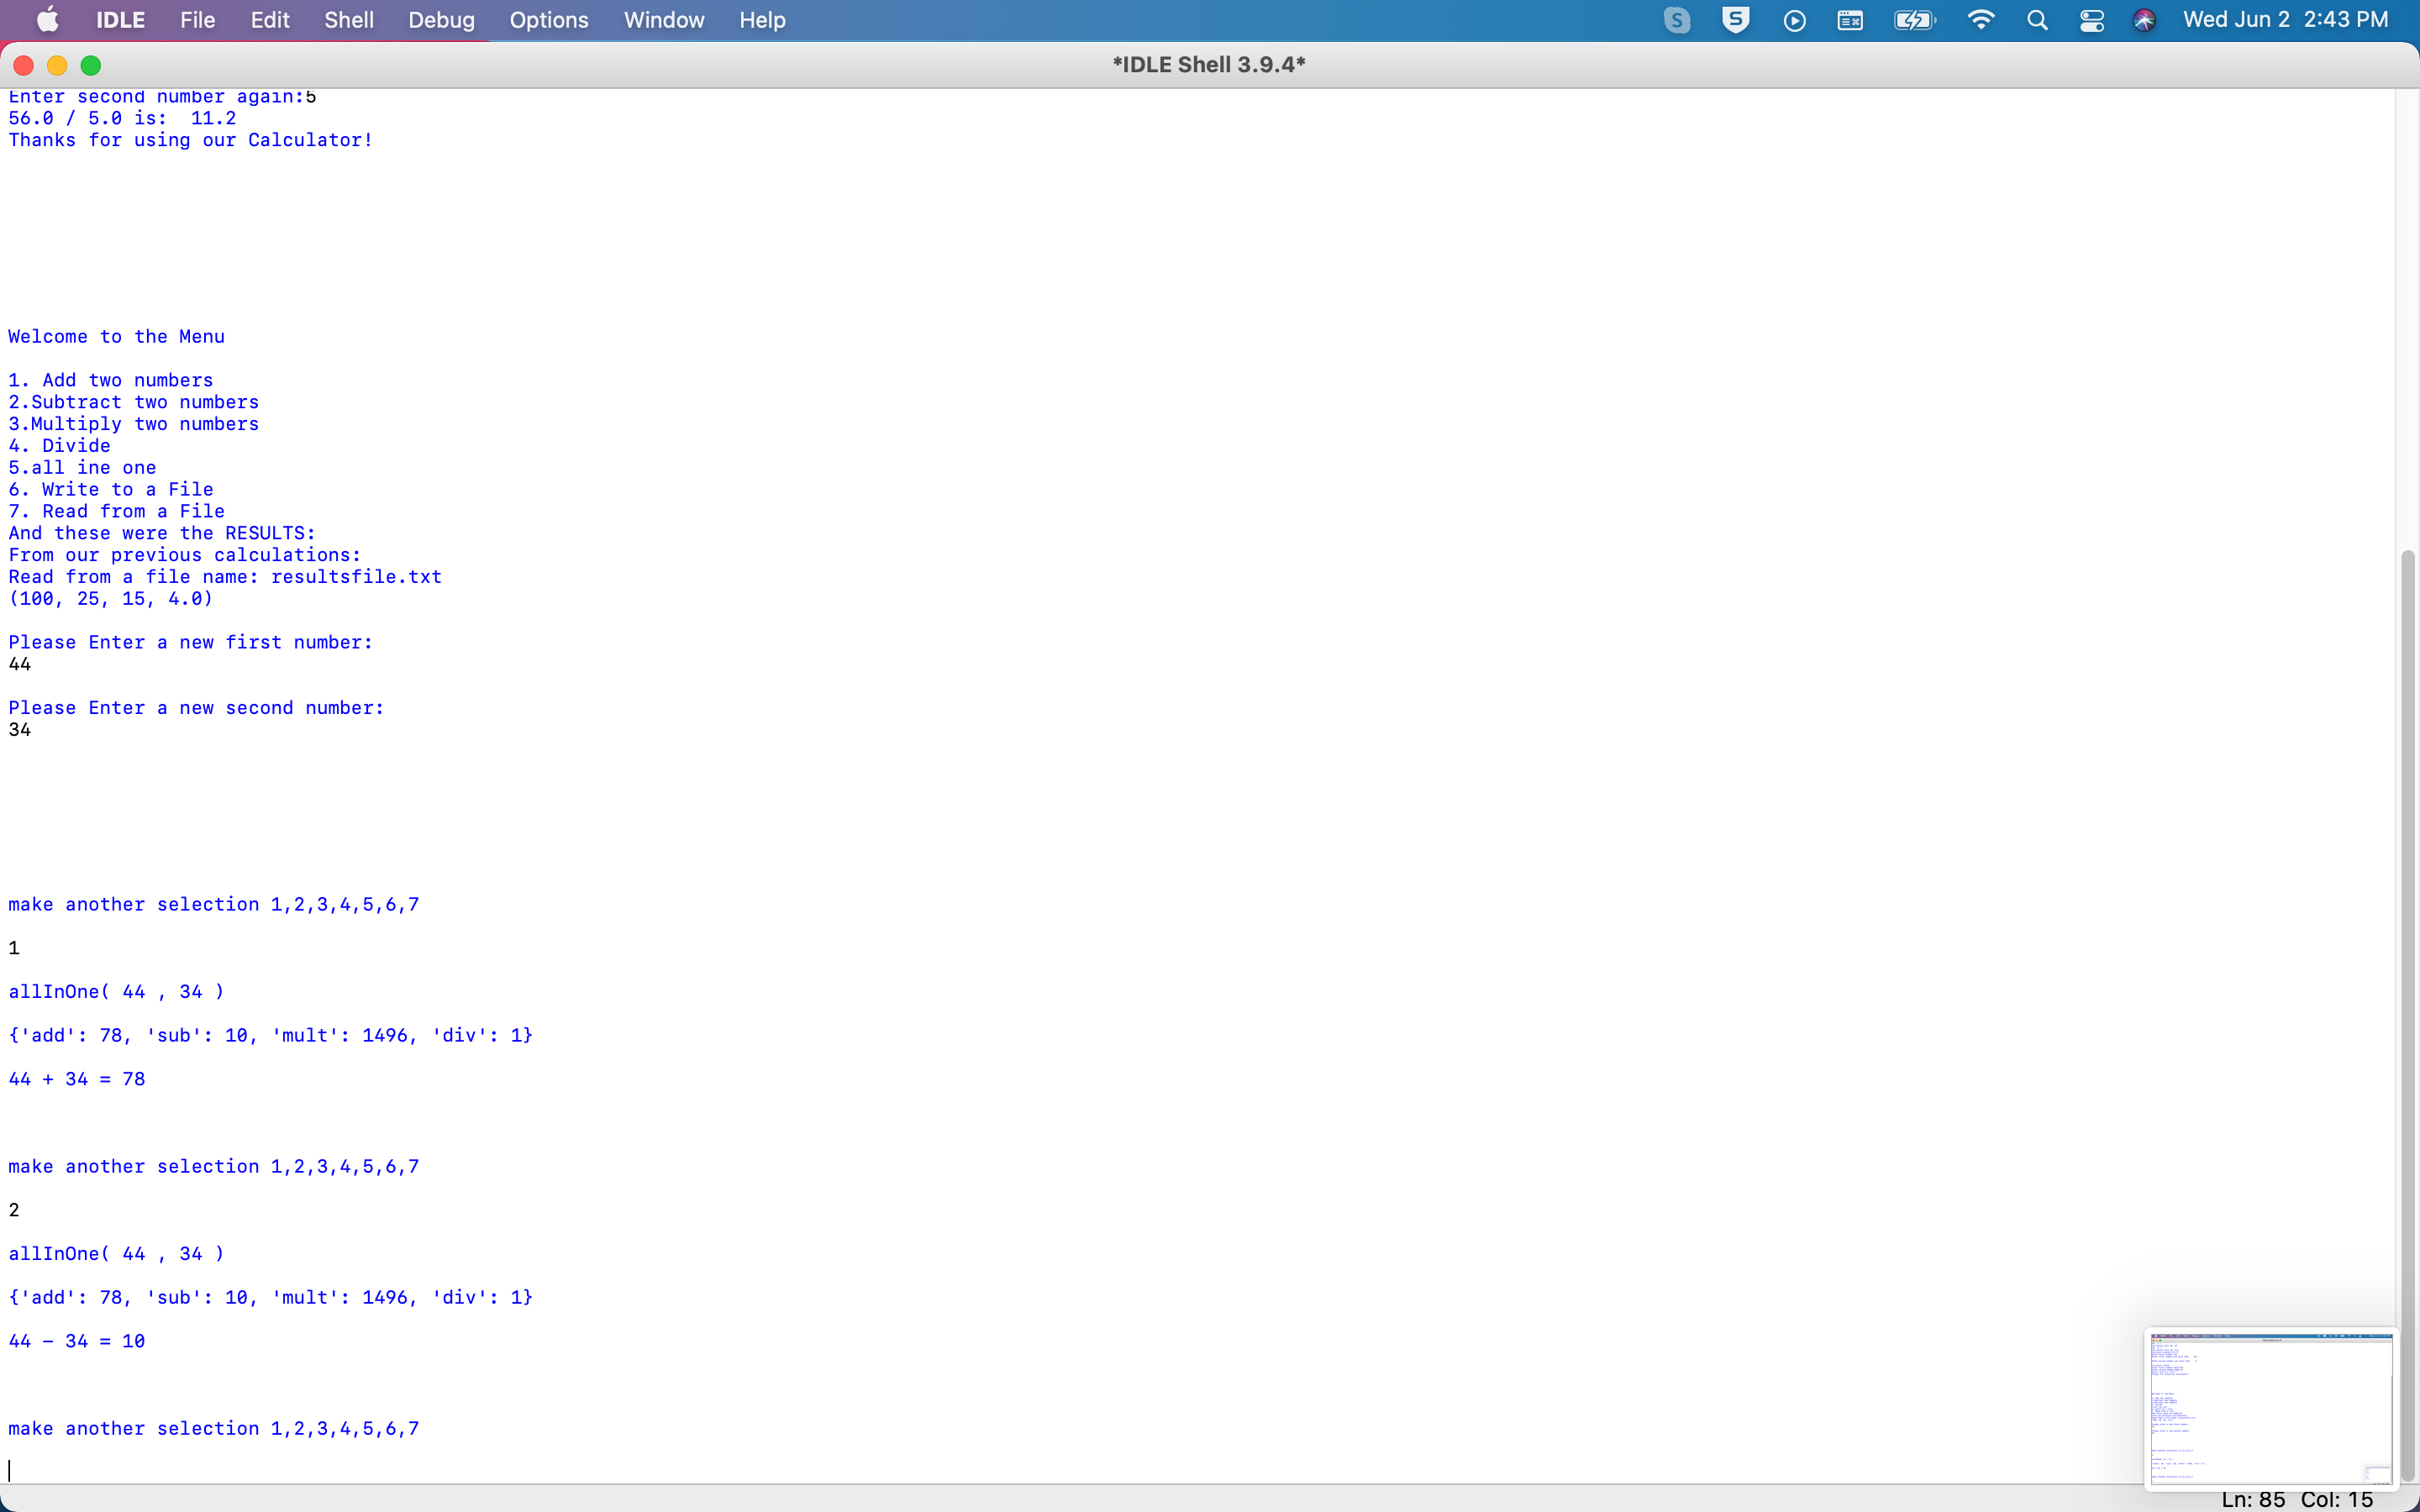 IDLE File Edit Shell Debug Options Window Help Wed Jun 2 2:43 PM
*IDLE Shell 3.9.4*
Enter second number again:5
56.0 / 5.0 is:  11.2
Thanks for using our Calculator!
Welcome to the Menu
1. Add two numbers
2.Subtract two numbers
3.Multiply two numbers
4. Divide
5.all ine one
6. Write to a File
7. Read from a File
And these were the RESULTS:
From our previous calculations:
Read from a file name: resultsfile.txt
(100, 25, 15, 4.0)
Please Enter a new first number:
44
Please Enter a new second number:
34
make another selection 1,2,3,4,5,6,7
1
allInOne( 44 , 34 )
{'add': 78, 'sub': 10, 'mult': 1496, 'div': 1}
44 + 34 = 78
make another selection 1,2,3,4,5,6,7
2
allInOne( 44 , 34 )
{'add': 78, 'sub': 10, 'mult': 1496, 'div': 1}
44 - 34 = 10
make another selection 1,2,3,4,5,6,7
Ln: 85 Col: 15